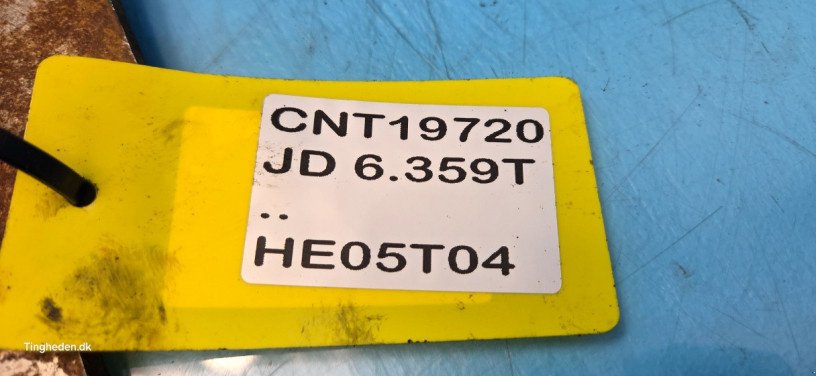 CNT19720
JD 6.359T
..
HE05T04
Tingheden.dk